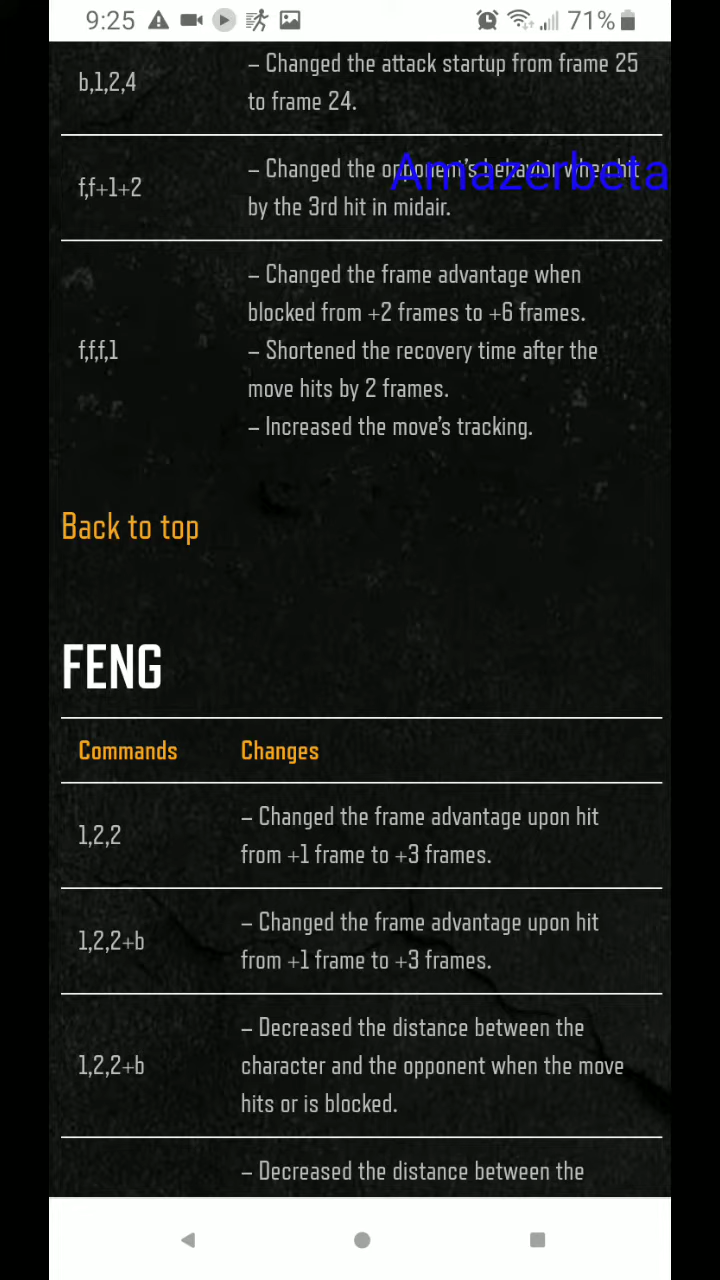 9:25
71%
b,1,2,4
– Changed the attack startup from frame 25
to frame 24.
f,f+1+2
– Changed the opponent's behavior when hit
by the 3rd hit in midair.
Amazerbeta
f,f,f,1
– Changed the frame advantage when
blocked from +2 frames to +6 frames.
– Shortened the recovery time after the
move hits by 2 frames.
– Increased the move's tracking.
Back to top
FENG
Commands
Changes
1,2,2
– Changed the frame advantage upon hit
from +1 frame to +3 frames.
1,2,2+b
– Changed the frame advantage upon hit
from +1 frame to +3 frames.
1,2,2+b
– Decreased the distance between the
character and the opponent when the move
hits or is blocked.
– Decreased the distance between the